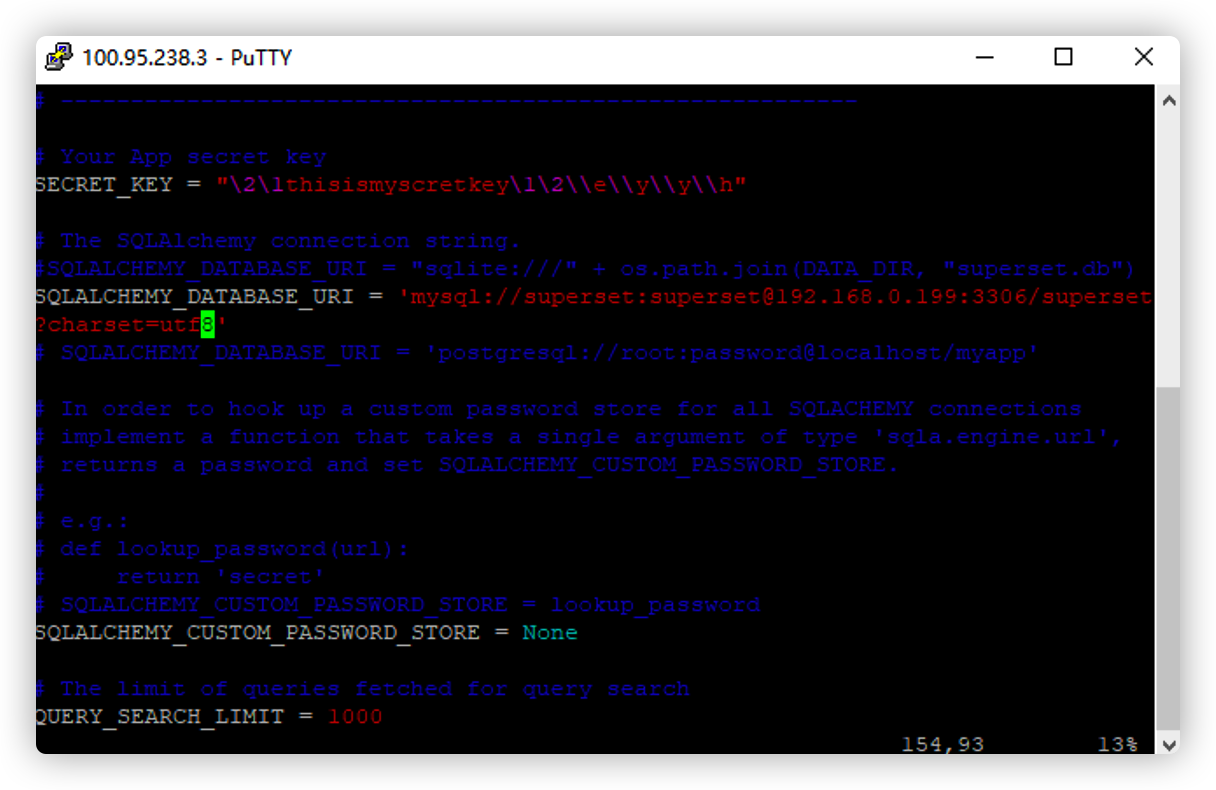 100.95.238.3 - PuTTY
# ---------------------------------------------------------
# Your App secret key
SECRET_KEY = "\2\1thisismyscretkey\1\2\\e\\y\\y\\h"
# The SQLAlchemy connection string.
#SQLALCHEMY_DATABASE_URI = "sqlite:///" + os.path.join(DATA_DIR, "superset.db")
SQLALCHEMY_DATABASE_URI = 'mysql://superset:superset@192.168.0.199:3306/superset
?charset=utf8'
# SQLALCHEMY_DATABASE_URI = 'postgresql://root:password@localhost/myapp'
# In order to hook up a custom password store for all SQLACHEMY connections
# implement a function that takes a single argument of type 'sqla.engine.url',
# returns a password and set SQLALCHEMY_CUSTOM_PASSWORD_STORE.
#
# e.g.:
# def lookup_password(url):
#     return 'secret'
# SQLALCHEMY_CUSTOM_PASSWORD_STORE = lookup_password
SQLALCHEMY_CUSTOM_PASSWORD_STORE = None
# The limit of queries fetched for query search
QUERY_SEARCH_LIMIT = 1000
154,93 13%